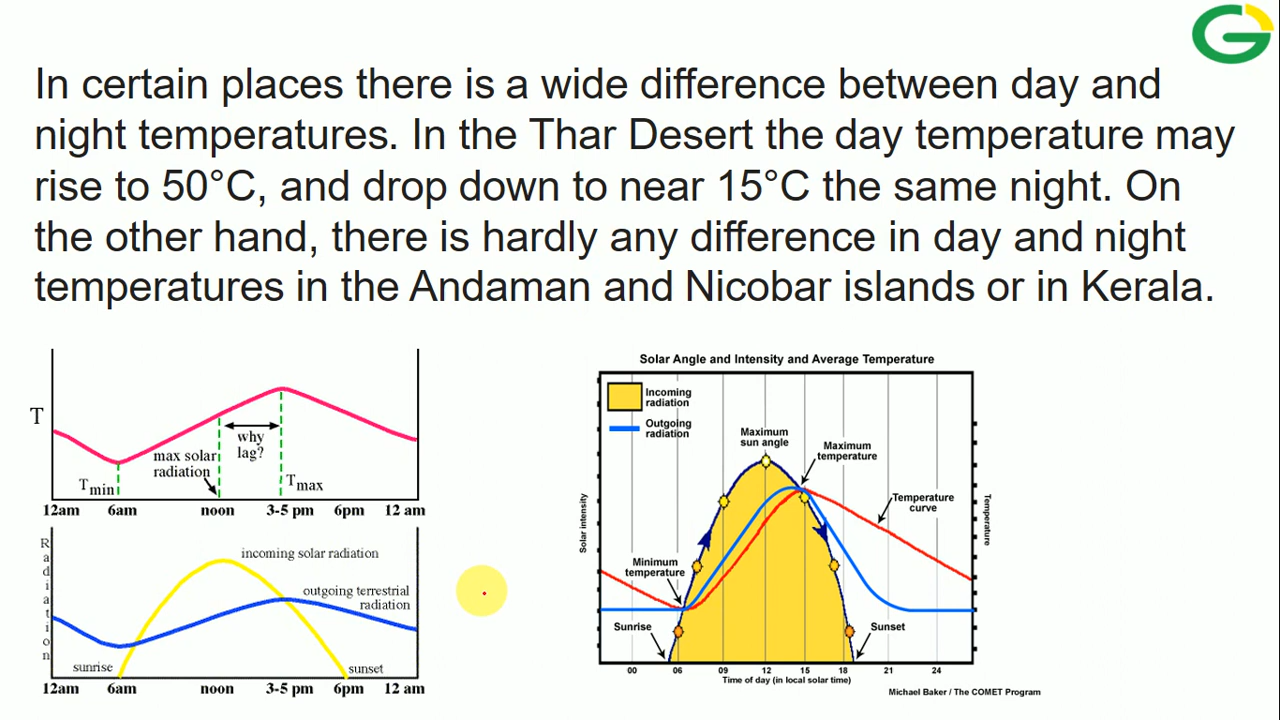 G
In certain places there is a wide difference between day and
night temperatures. In the Thar Desert the day temperature may
rise to 50°C, and drop down to near 15°C the same night. On
the other hand, there is hardly any difference in day and night
temperatures in the Andaman and Nicobar islands or in Kerala.
T
why
lag?
max solar
radiation
Tmin
Tmax
12am 6am noon 3-5 pm 6pm 12 am
Radiation
incoming solar radiation
outgoing terrestrial
radiation
sunrise
sunset
12am 6am noon 3-5 pm 6pm 12 am
Solar Angle and Intensity and Average Temperature
Incoming
radiation
Outgoing
radiation
Maximum
sun angle
Maximum
temperature
Temperature
curve
Minimum
temperature
Sunrise
Sunset
Solar intensity
Temperature
00 06 09 12 15 18 21 24
Time of day (in local solar time)
Michael Baker / The COMET Program